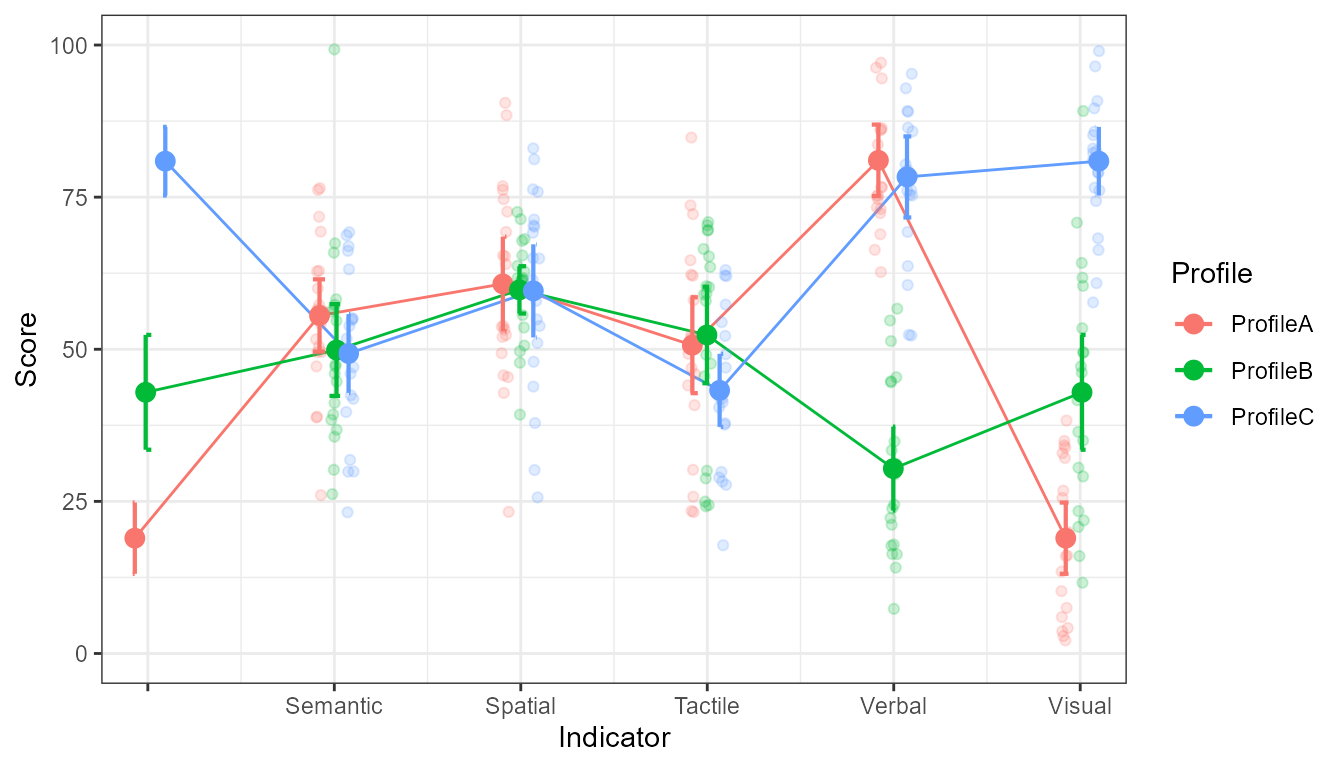 Score
100
75
50
25
0
Semantic Spatial Tactile Verbal Visual
Indicator
Profile
ProfileA
ProfileB
ProfileC